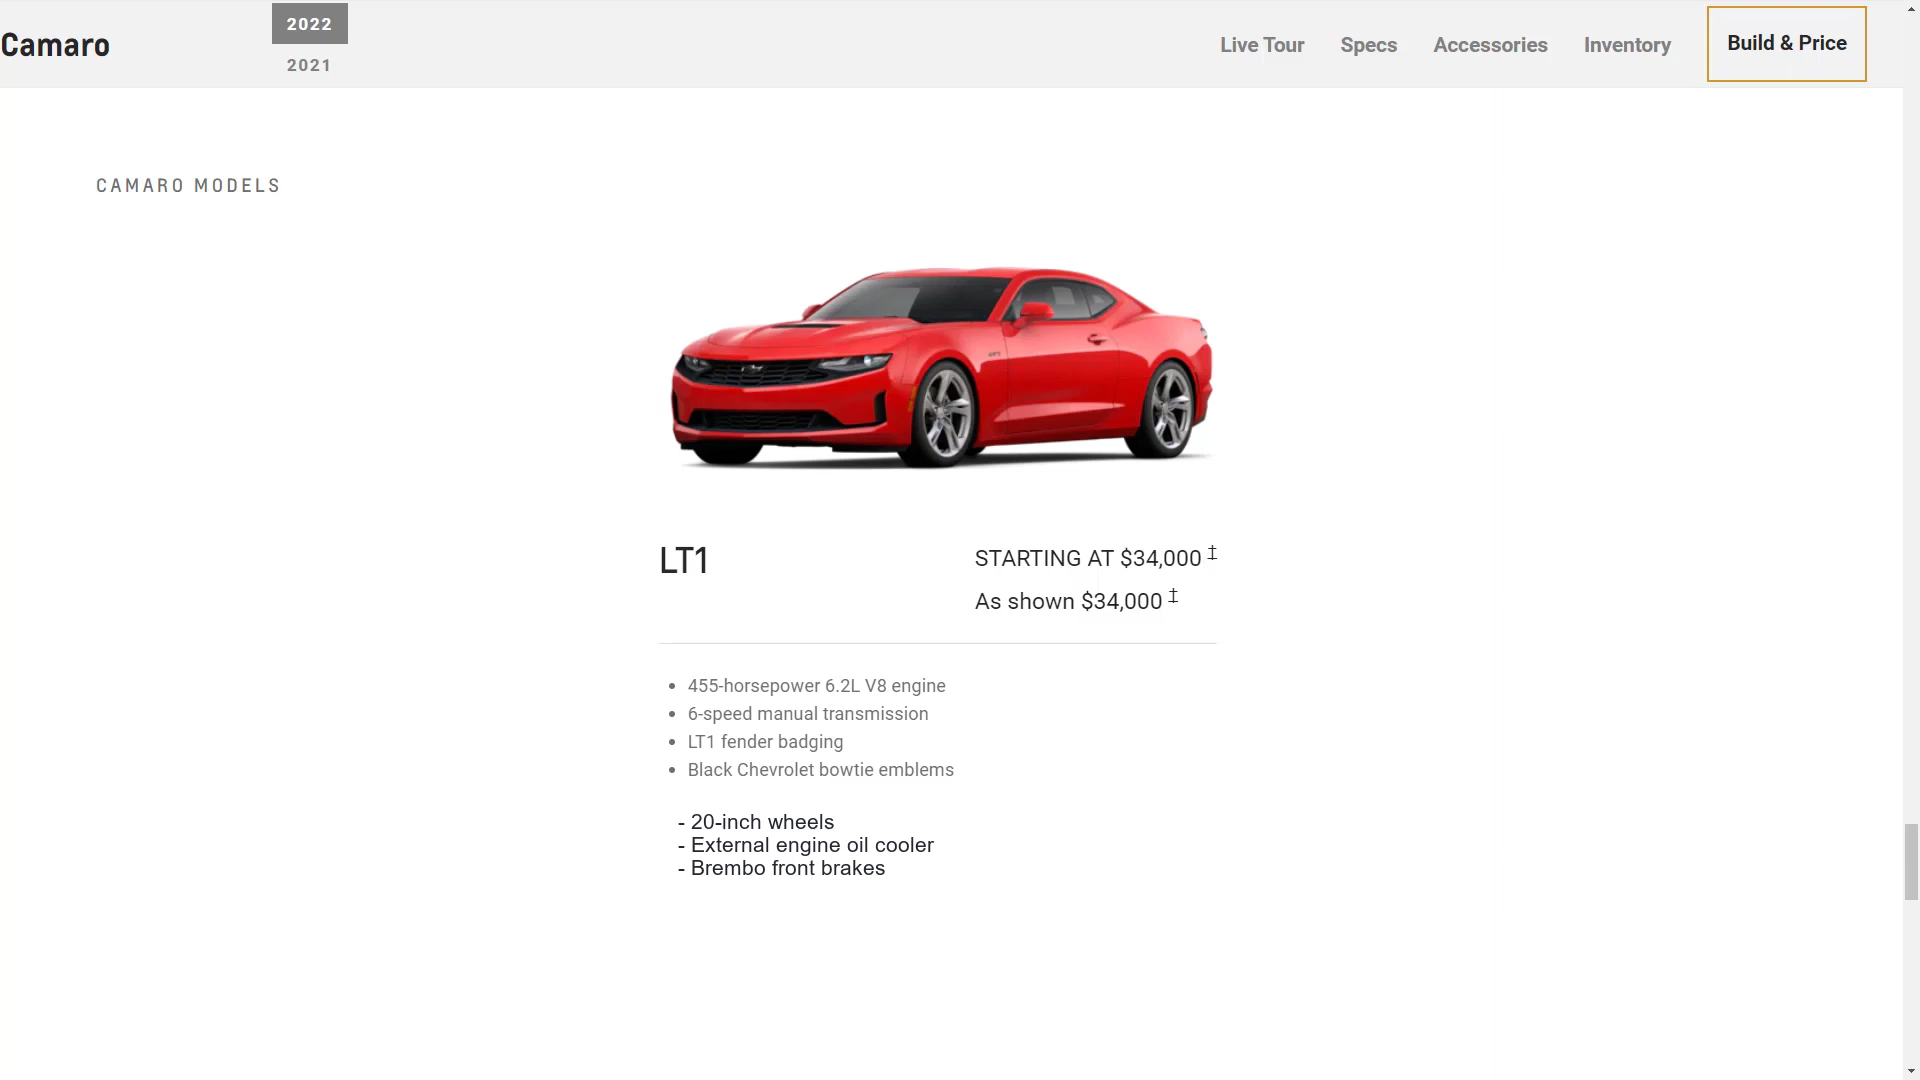 Camaro
2022
2021
Live Tour
Specs
Accessories
Inventory
Build & Price
CAMARO MODELS
LT1
STARTING AT $34,000 ‡
As shown $34,000 ‡
• 455-horsepower 6.2L V8 engine
• 6-speed manual transmission
• LT1 fender badging
• Black Chevrolet bowtie emblems
- 20-inch wheels
- External engine oil cooler
- Brembo front brakes